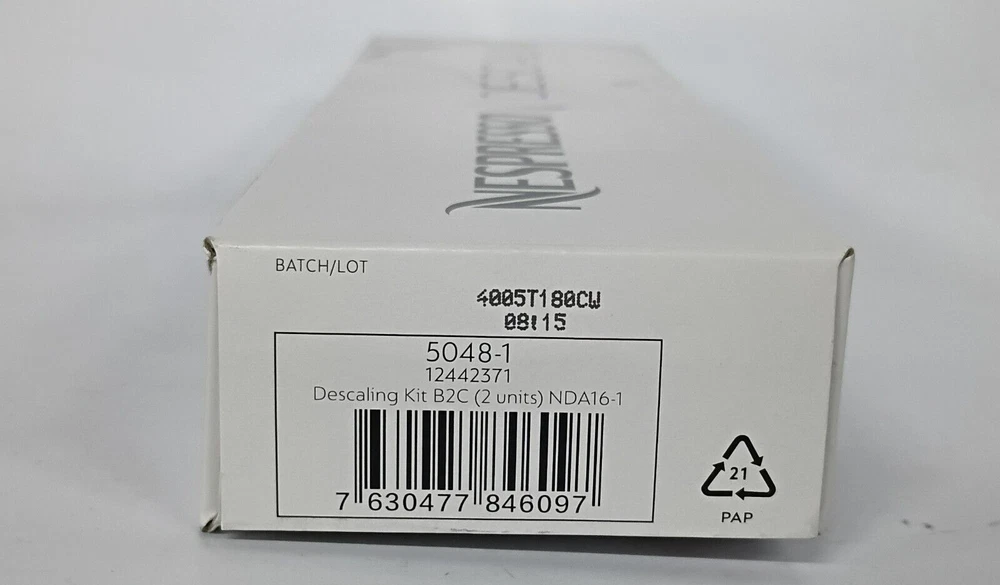 NESPRESSO
BATCH/LOT
4005T180CW
08:15
5048-1
12442371
Descaling Kit B2C (2 units) NDA16-1
7 630477 846097
21
PAP